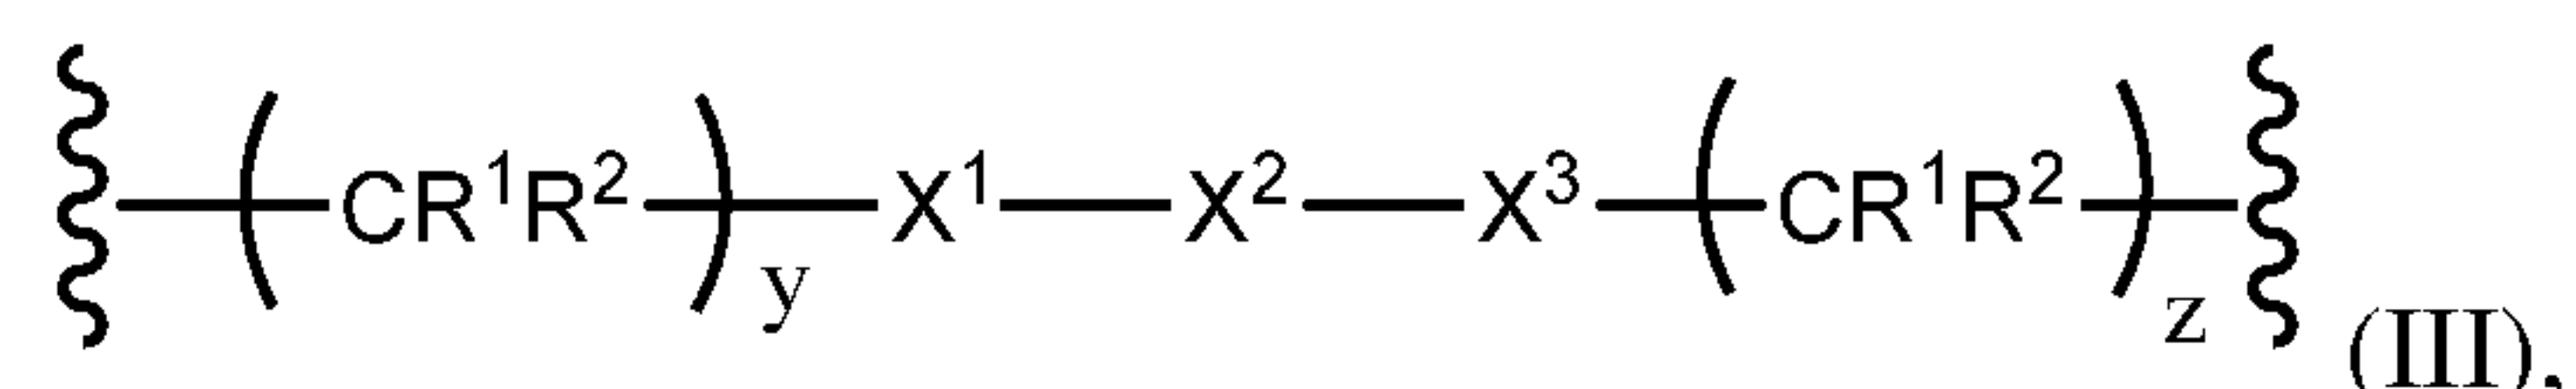 ( CR¹R² )y X¹ — X² — X³ ( CR¹R² )z (III),